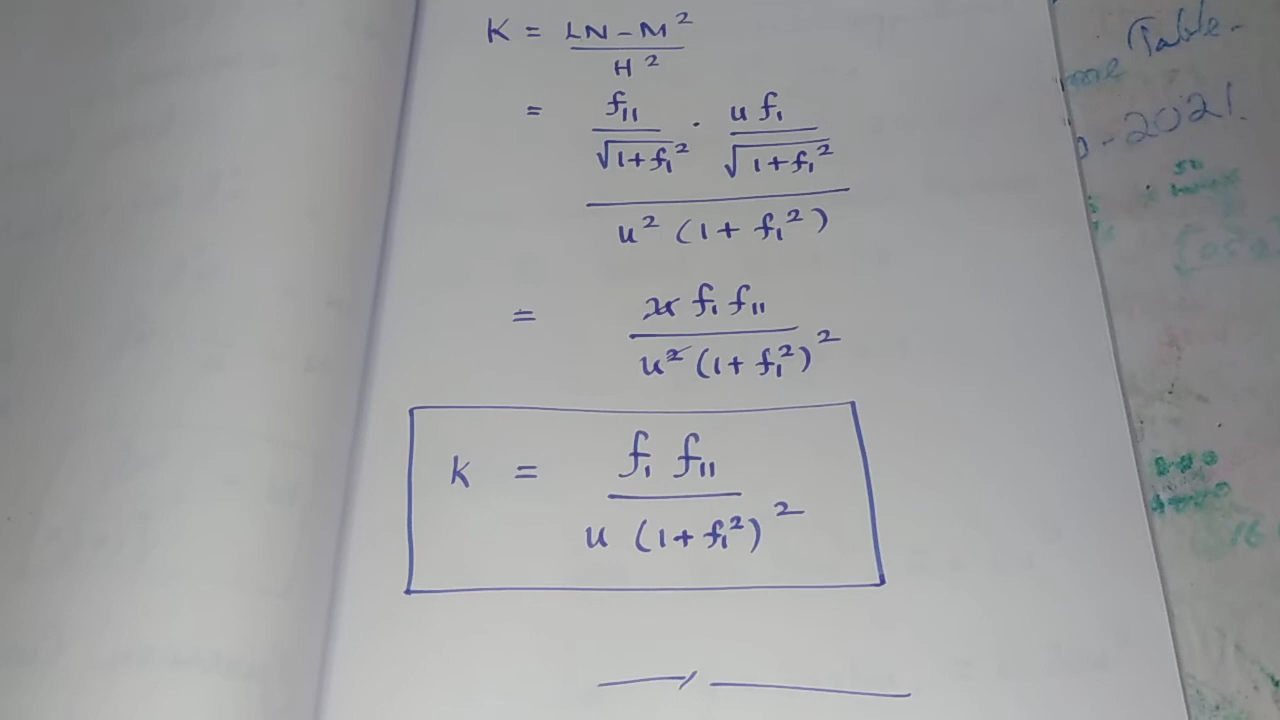 K = LN - M² / H²
= f₁₁ / √1+f₁² · u f₁ / √1+f₁²
/ u² (1 + f₁²)
= u f₁ f₁₁ / u² (1 + f₁²)²
K = f₁ f₁₁ / u (1 + f₁²)²
Table -
-2021